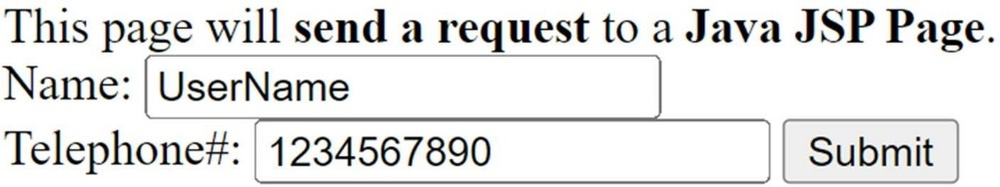 This page will send a request to a Java JSP Page.
Name: UserName
Telephone#: 1234567890 Submit